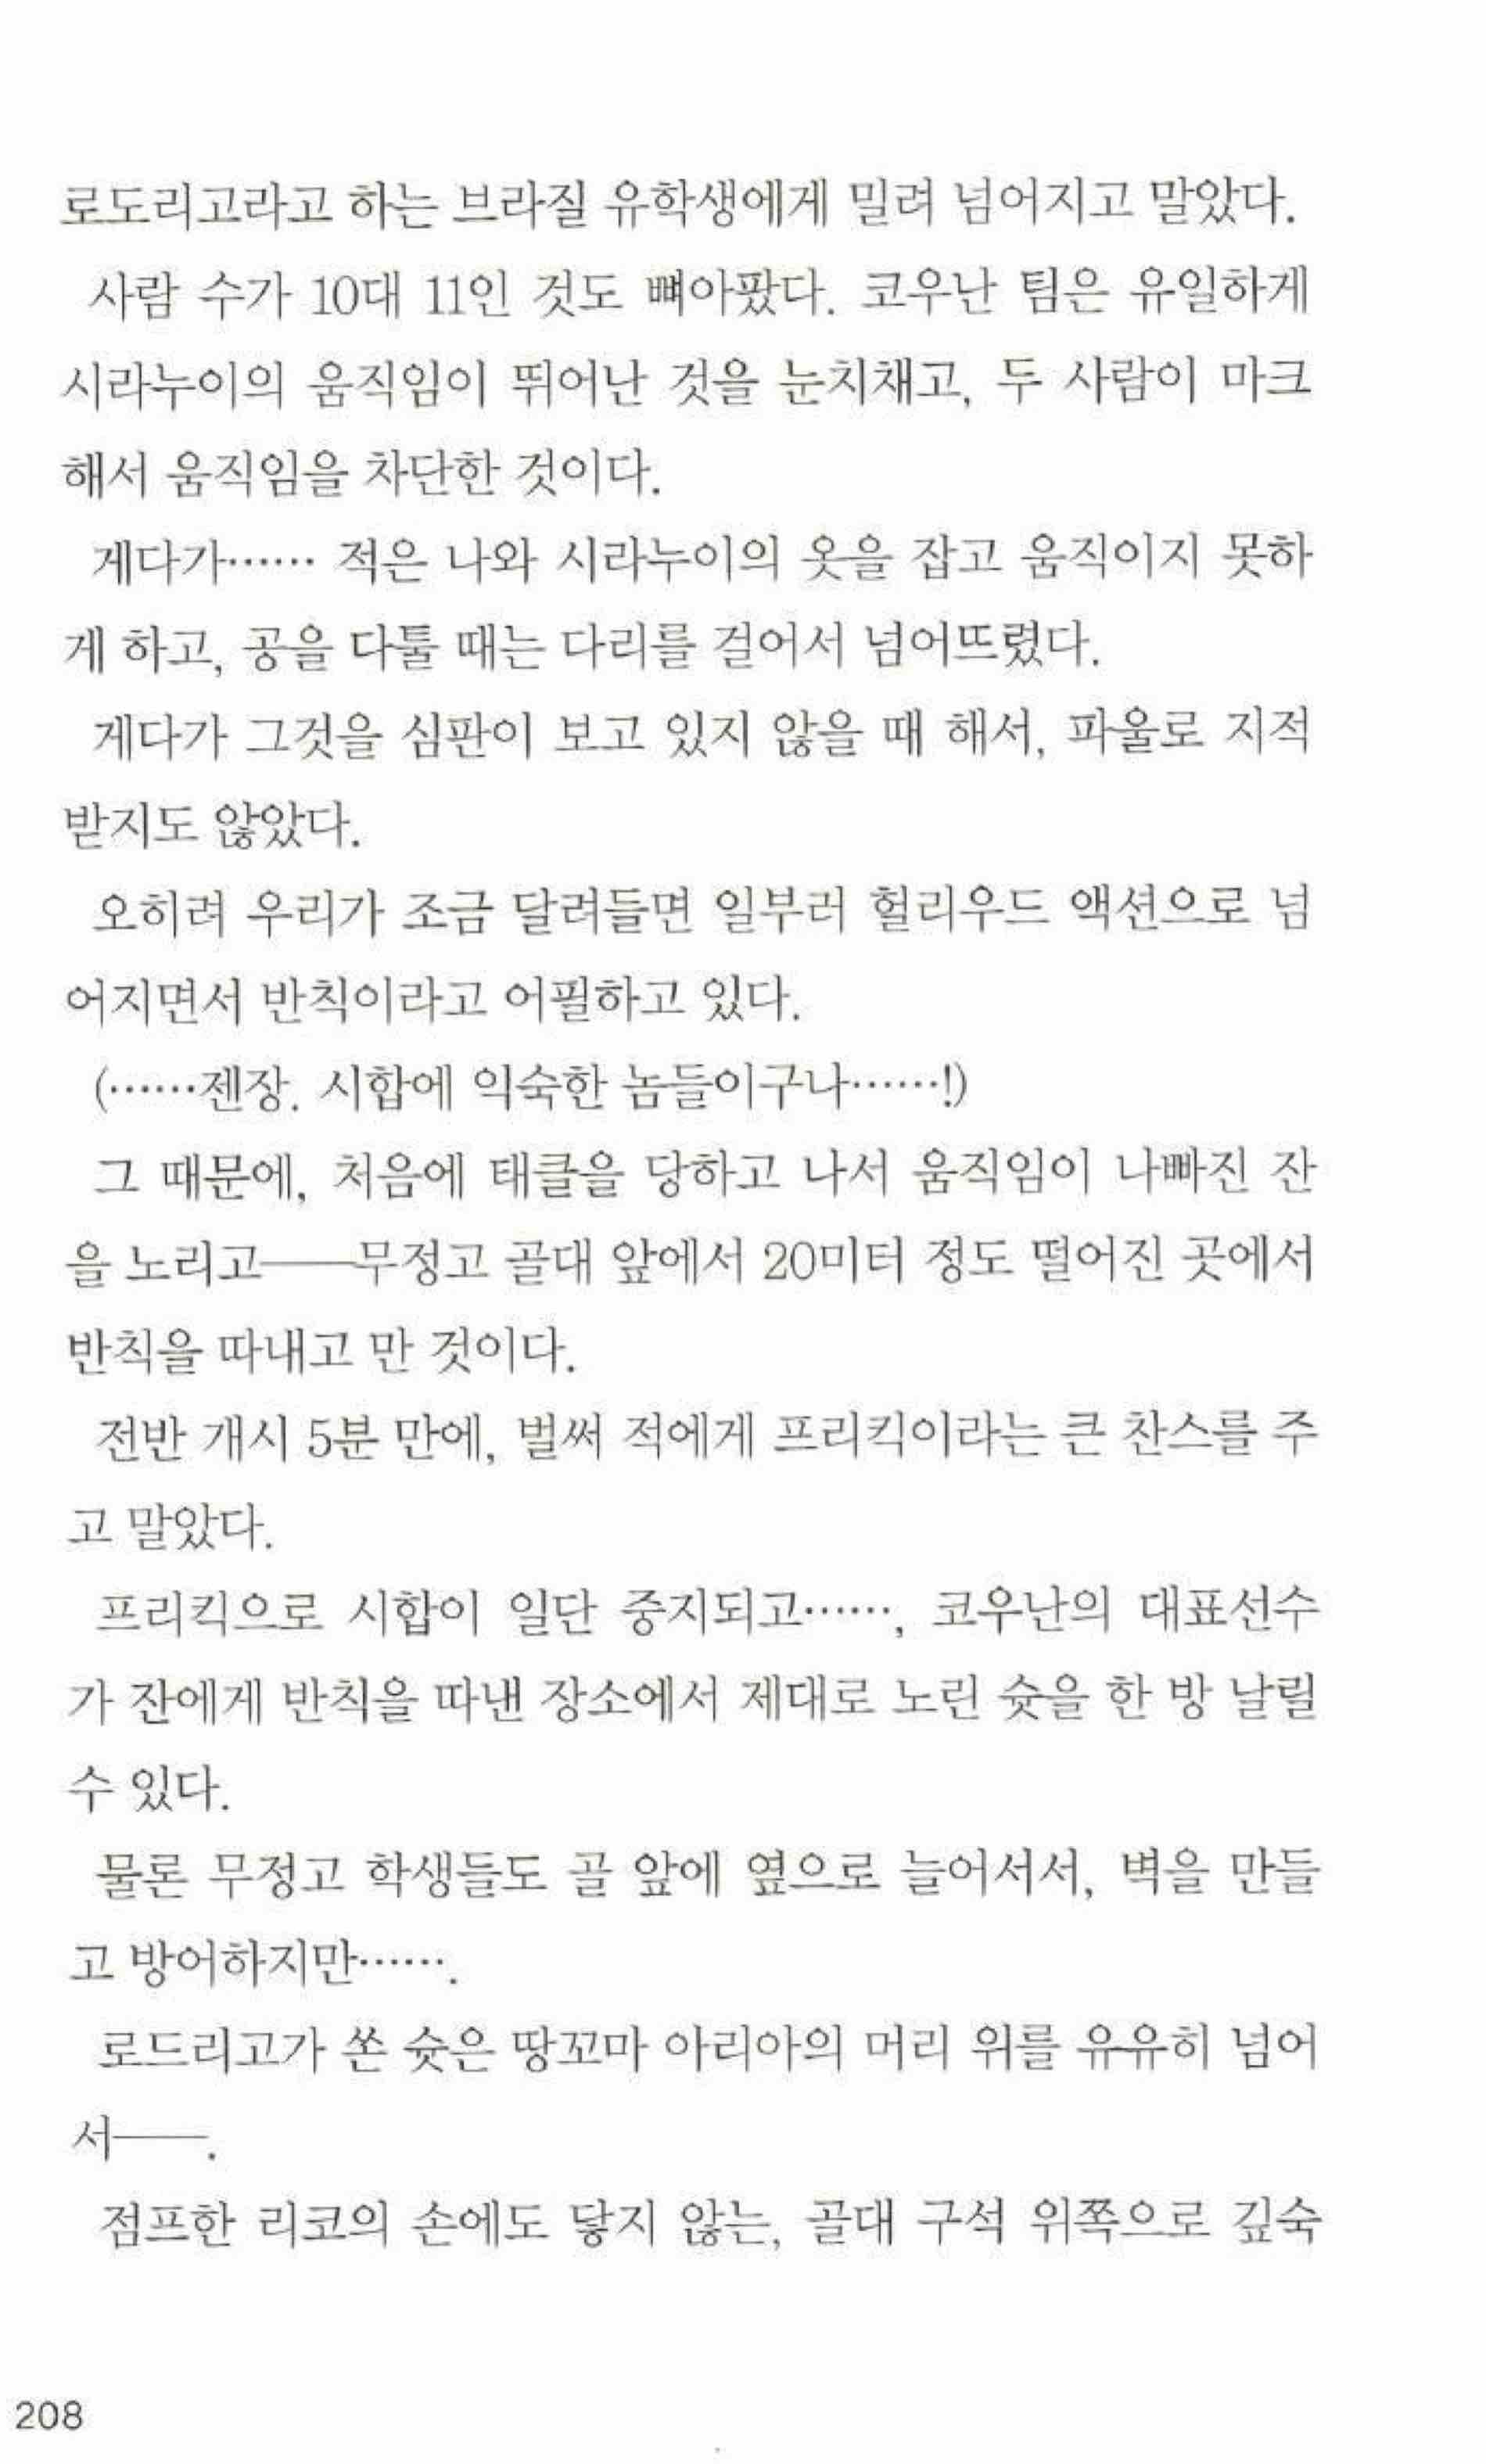 로도리고라고 하는 브라질 유학생에게 밀려 넘어지고 말았다.
사람 수가 10대 11인 것도 뼈아팠다. 코우난 팀은 유일하게
시라누이의 움직임이 뛰어난 것을 눈치채고, 두 사람이 마크
해서 움직임을 차단한 것이다.
게다가…… 적은 나와 시라누이의 옷을 잡고 움직이지 못하
게 하고, 공을 다툴 때는 다리를 걸어서 넘어뜨렸다.
게다가 그것을 심판이 보고 있지 않을 때 해서, 파울로 지적
받지도 않았다.
오히려 우리가 조금 달려들면 일부러 헐리우드 액션으로 넘
어지면서 반칙이라고 어필하고 있다.
(……젠장. 시합에 익숙한 놈들이구나……!)
그 때문에, 처음에 태클을 당하고 나서 움직임이 나빠진 잔
을 노리고──무정고 골대 앞에서 20미터 정도 떨어진 곳에서
반칙을 따내고 만 것이다.
전반 개시 5분 만에, 벌써 적에게 프리킥이라는 큰 찬스를 주
고 말았다.
프리킥으로 시합이 일단 중지되고……, 코우난의 대표선수
가 잔에게 반칙을 따낸 장소에서 제대로 노린 슛을 한 방 날릴
수 있다.
물론 무정고 학생들도 골 앞에 옆으로 늘어서서, 벽을 만들
고 방어하지만…….
로드리고가 쏜 슛은 땅꼬마 아리아의 머리 위를 유유히 넘어
서──.
점프한 리코의 손에도 닿지 않는, 골대 구석 위쪽으로 깊숙
208